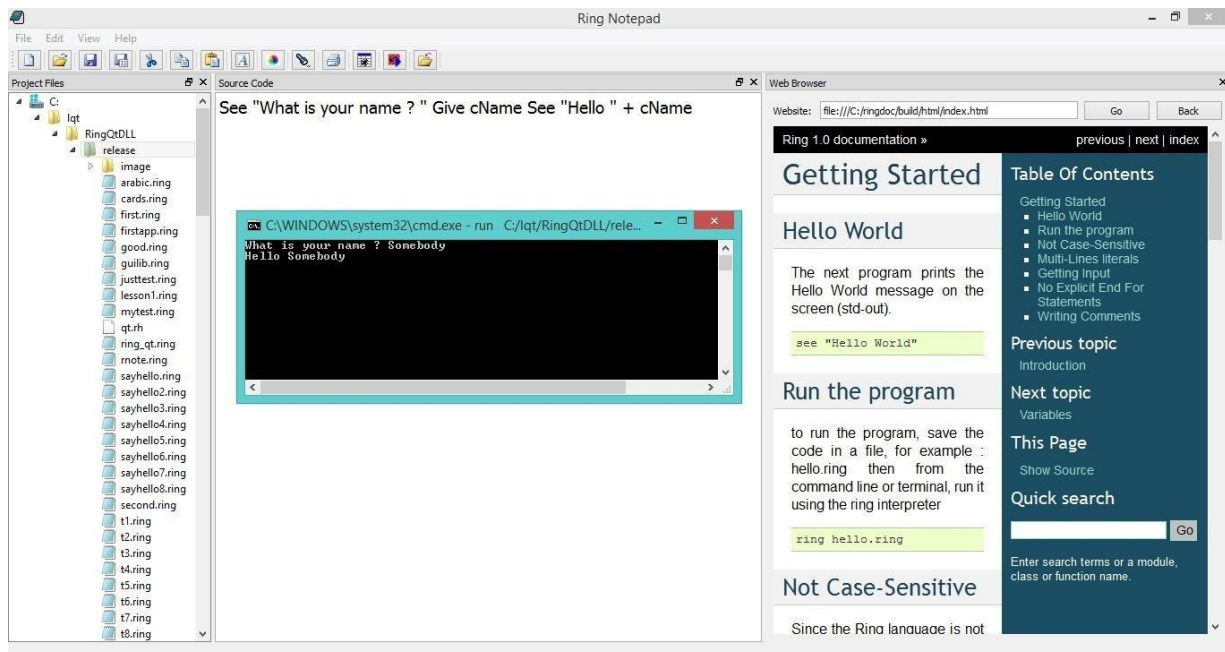 Ring Notepad
File Edit View Help
Project Files
C:
lqt
RingQtDLL
release
image
arabic.ring
cards.ring
first.ring
firstapp.ring
good.ring
guilib.ring
justtest.ring
lesson1.ring
mytest.ring
qt.rh
ring_qt.ring
rnote.ring
sayhello.ring
sayhello2.ring
sayhello3.ring
sayhello4.ring
sayhello5.ring
sayhello6.ring
sayhello7.ring
sayhello8.ring
second.ring
t1.ring
t2.ring
t3.ring
t4.ring
t5.ring
t6.ring
t7.ring
t8.ring
Source Code
See "What is your name ? " Give cName See "Hello " + cName
C:\WINDOWS\system32\cmd.exe - run C:/lqt/RingQtDLL/rele...
What is your name ? Somebody
Hello Somebody
Web Browser
Website: file:///C:/ringdoc/build/html/index.html Go Back
Ring 1.0 documentation » previous | next | index
Getting Started
Hello World
The next program prints the
Hello World message on the
screen (std-out).
see "Hello World"
Run the program
to run the program, save the
code in a file, for example :
hello.ring then from the
command line or terminal, run it
using the ring interpreter
ring hello.ring
Not Case-Sensitive
Since the Ring language is not
Table Of Contents
Getting Started
Hello World
Run the program
Not Case-Sensitive
Multi-Lines literals
Getting Input
No Explicit End For
Statements
Writing Comments
Previous topic
Introduction
Next topic
Variables
This Page
Show Source
Quick search
Go
Enter search terms or a module,
class or function name.